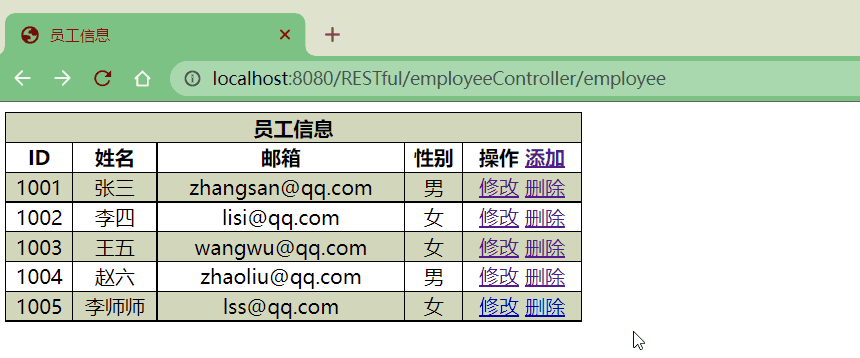 员工信息
localhost:8080/RESTful/employeeController/employee
员工信息
ID 姓名 邮箱 性别 操作 添加
1001 张三 zhangsan@qq.com 男 修改 删除
1002 李四 lisi@qq.com 女 修改 删除
1003 王五 wangwu@qq.com 女 修改 删除
1004 赵六 zhaoliu@qq.com 男 修改 删除
1005 李师师 lss@qq.com 女 修改 删除